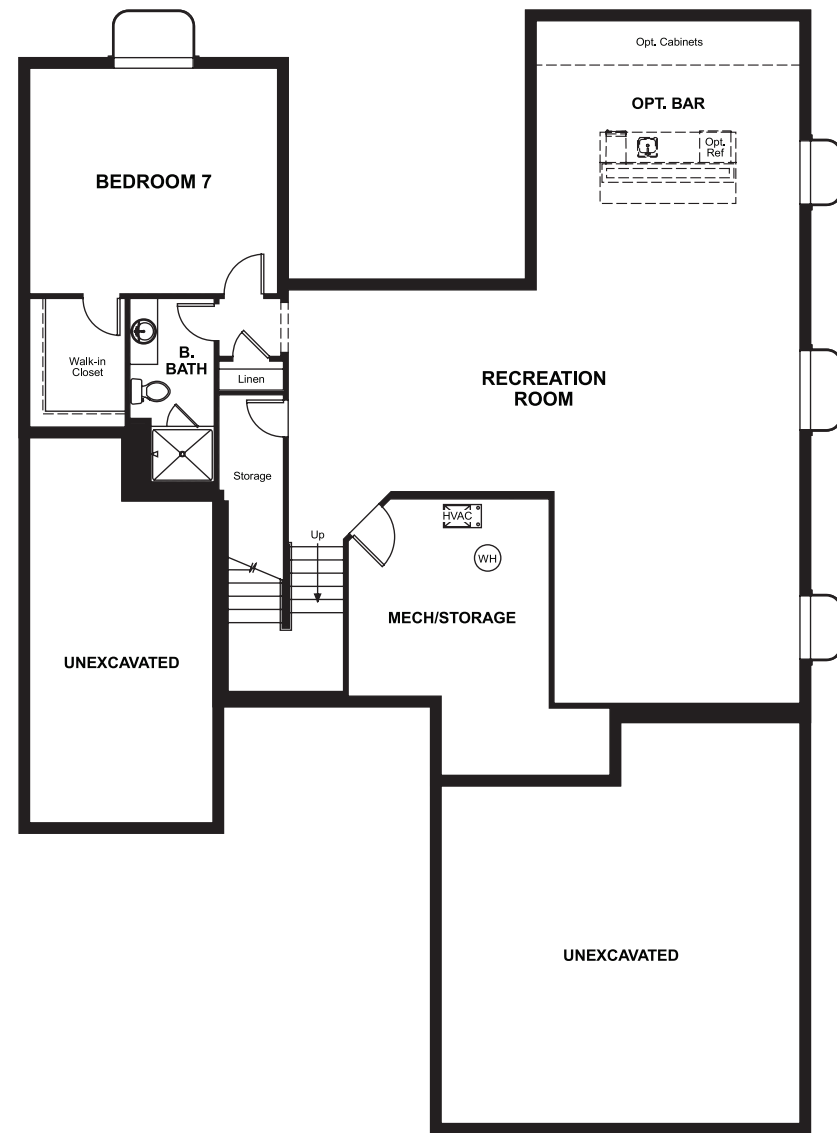 Opt. Cabinets
OPT. BAR
Opt.
Ref
BEDROOM 7
Walk-in
Closet
B.
BATH
Linen
RECREATION
ROOM
Storage
Up
HVAC
WH
MECH/STORAGE
UNEXCAVATED
UNEXCAVATED